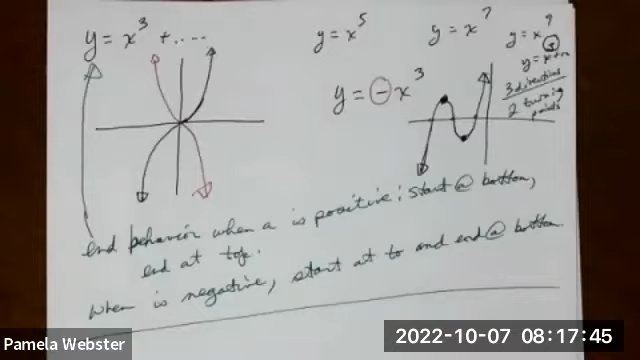 y = x³ + ....
y = x⁵
y = x⁷
y = x⁹
y = -x³
3 directions
2 turning points
end behavior when a is positive: start @ bottom,
end at top.
when is negative, start at to and end @ bottom.
Pamela Webster
2022-10-07 08:17:45